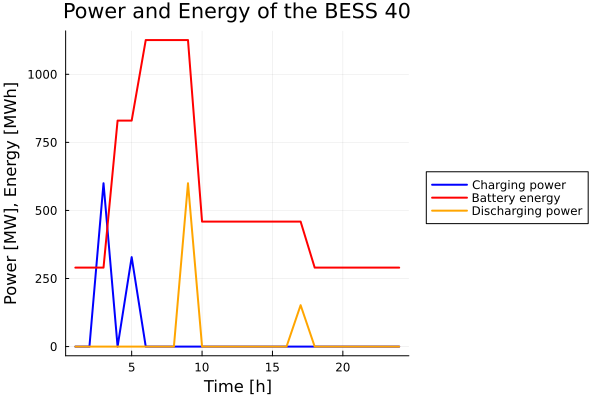 Power and Energy of the BESS 40
Power [MW], Energy [MWh]
1000
750
500
250
0
5
10
15
20
Time [h]
Charging power
Battery energy
Discharging power